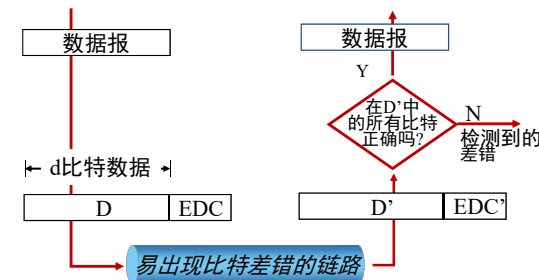 数据报
d比特数据
D EDC
易出现比特差错的链路
数据报
Y
在D’中
的所有比特
正确吗?
N
检测到的
差错
D’ EDC’